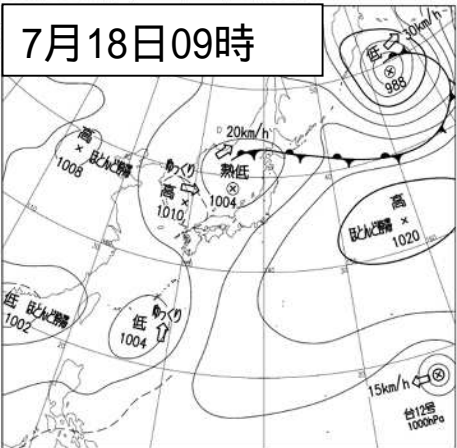 7月18日09時
低
30km/h
988
20km/h
高
1008
ほとんど停滞
ゆっくり
熱低
1004
高
1010
高
ほとんど停滞
1020
低
ほとんど停滞
1002
ゆっくり
低
1004
15km/h
台12号
1000hPa